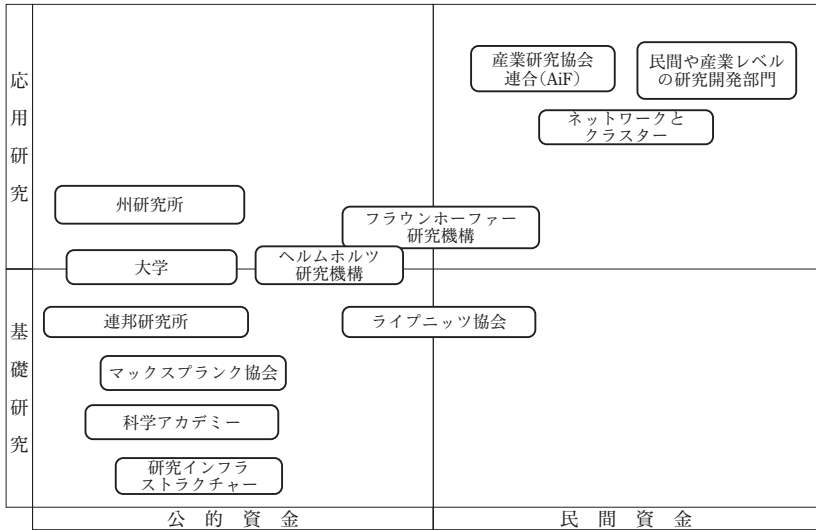 応用研究
産業研究協会
連合(AiF)
民間や産業レベル
の研究開発部門
ネットワークと
クラスター
州研究所
フラウンホーファー
研究機構
大学
ヘルムホルツ
研究機構
基礎研究
連邦研究所
ライプニッツ協会
マックスプランク協会
科学アカデミー
研究インフラ
ストラクチャー
公的資金
民間資金